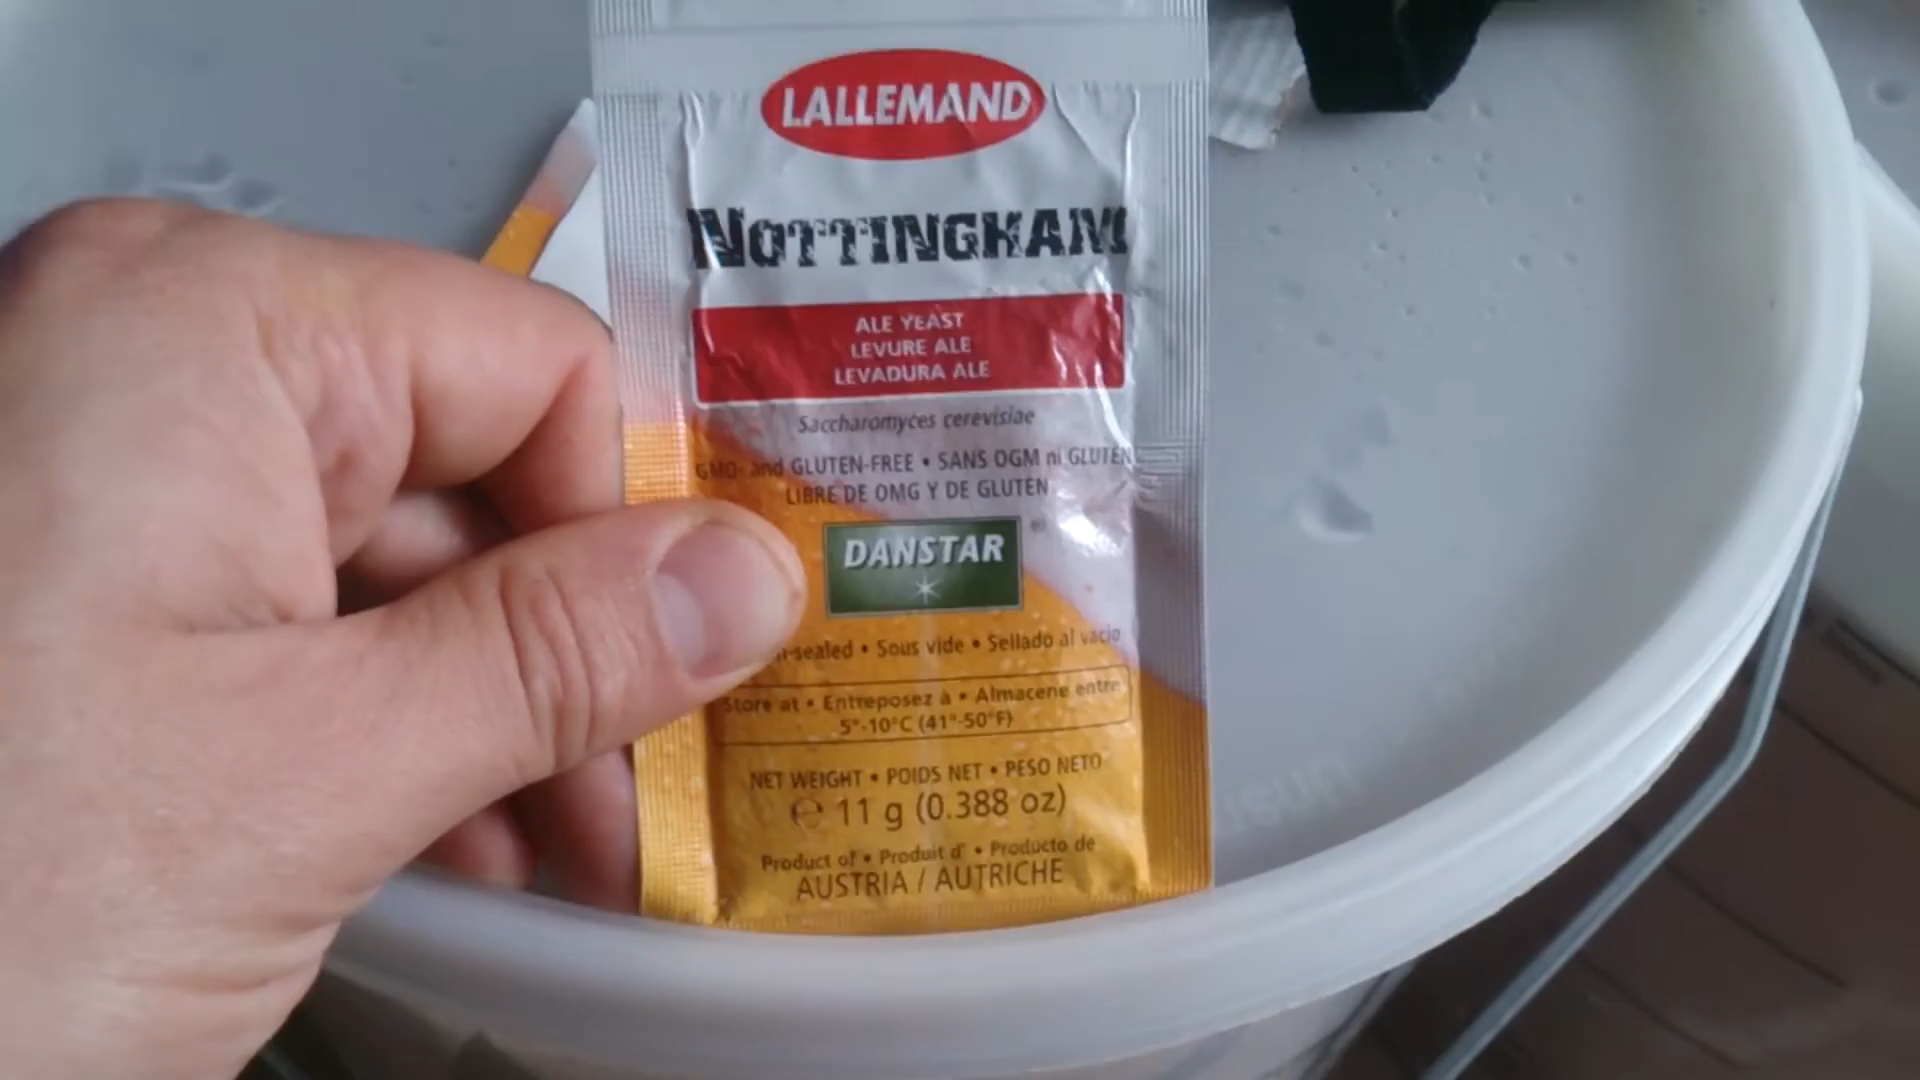 LALLEMAND
NOTTINGHAM
ALE YEAST
LEVURE ALE
LEVADURA ALE
Saccharomyces cerevisiae
GMO- and GLUTEN-FREE • SANS OGM ni GLUTEN
LIBRE DE OMG Y DE GLUTEN
DANSTAR
-sealed • Sous vide • Sellado al vacio
Store at • Entreposez à • Almacene entre
5°-10°C (41°-50°F)
NET WEIGHT • POIDS NET • PESO NETO
℮ 11 g (0.388 oz)
Product of • Produit d' • Producto de
AUSTRIA / AUTRICHE